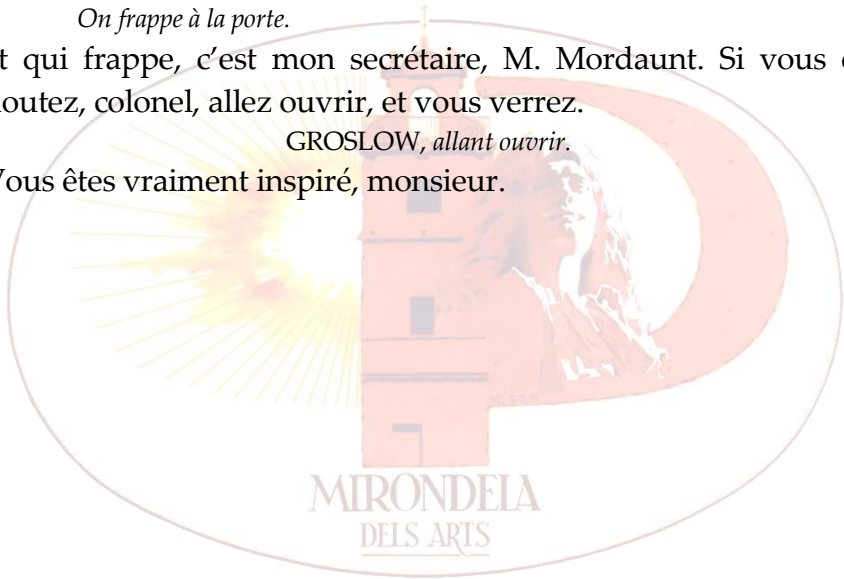 On frappe à la porte.
t qui frappe, c’est mon secrétaire, M. Mordaunt. Si vous
outez, colonel, allez ouvrir, et vous verrez.
GROSLOW, allant ouvrir.
Vous êtes vraiment inspiré, monsieur.
MIRONDELA
DELS ARTS